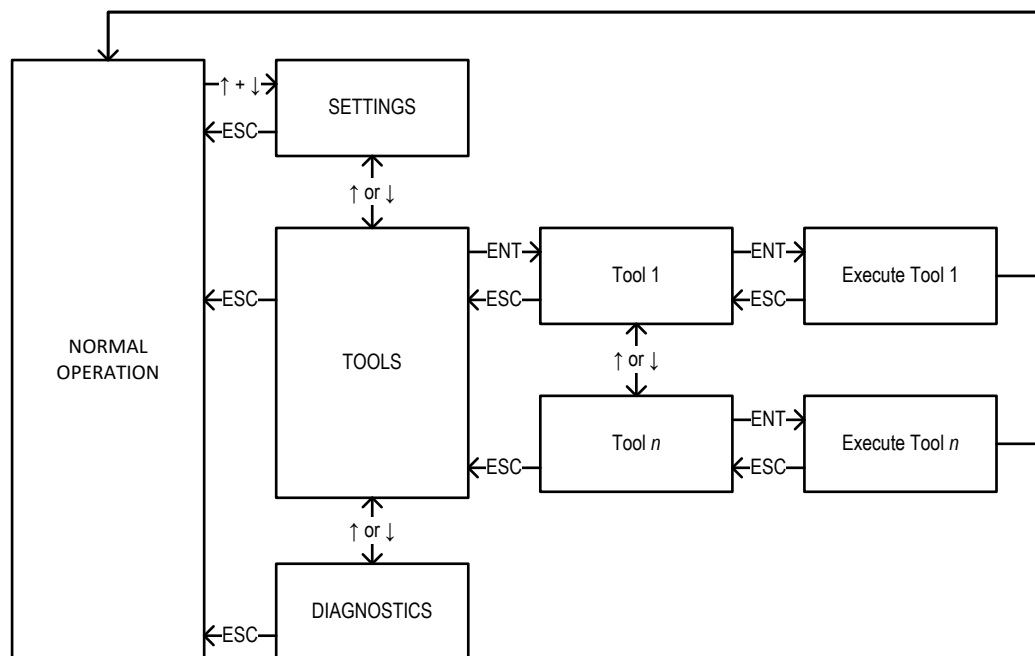 ↑ + ↓
SETTINGS
ESC
↑ or ↓
ENT
ENT
Tool 1
Execute Tool 1
ESC
ESC
ESC
NORMAL
OPERATION
TOOLS
↑ or ↓
ENT
Tool n
Execute Tool n
ESC
ESC
↑ or ↓
DIAGNOSTICS
ESC